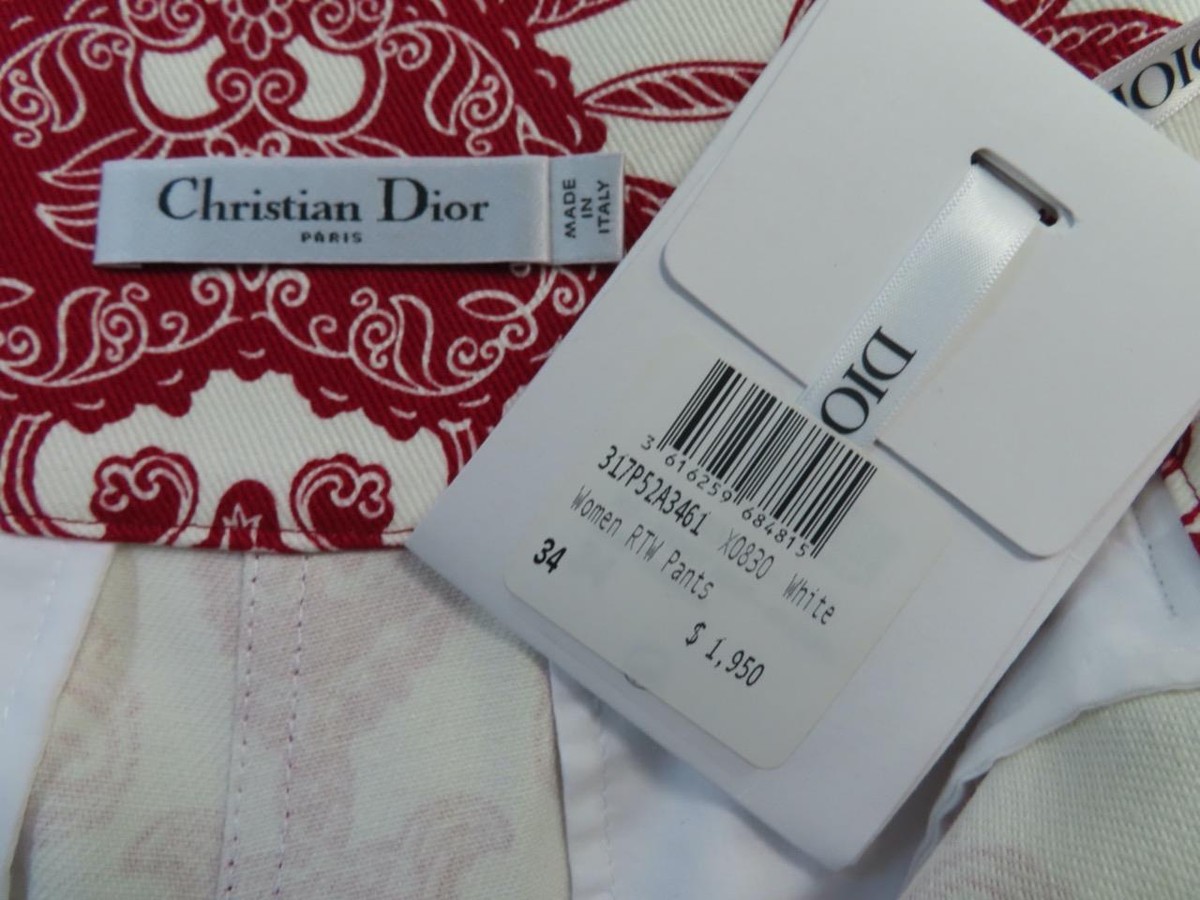 Christian Dior
PARIS
MADE
IN
ITALY
DIO
DIO
3 616259 684815
317P52A3461 X0830 White
Women RTW Pants
34
$ 1,950